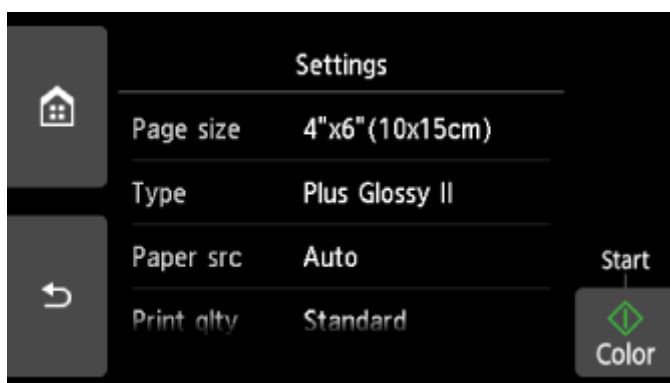 Settings
Page size 4"x6"(10x15cm)
Type Plus Glossy II
Paper src Auto
Print qlty Standard
Start
Color